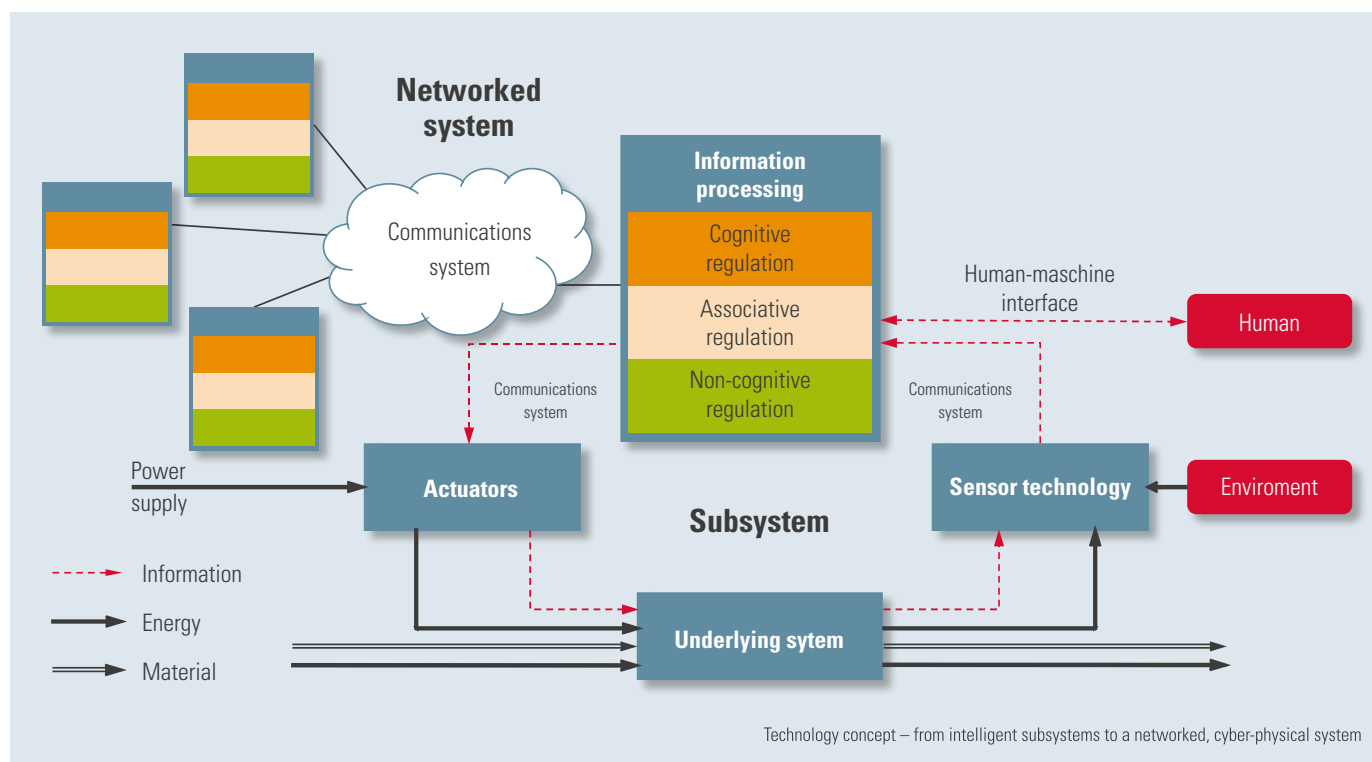 Networked
system
Communications
system
Information
processing
Cognitive
regulation
Associative
regulation
Non-cognitive
regulation
Human-maschine
interface
Human
Communications
system
Communications
system
Power
supply
Actuators
Subsystem
Sensor technology
Enviroment
Information
Energy
Material
Underlying sytem
Technology concept – from intelligent subsystems to a networked, cyber-physical system